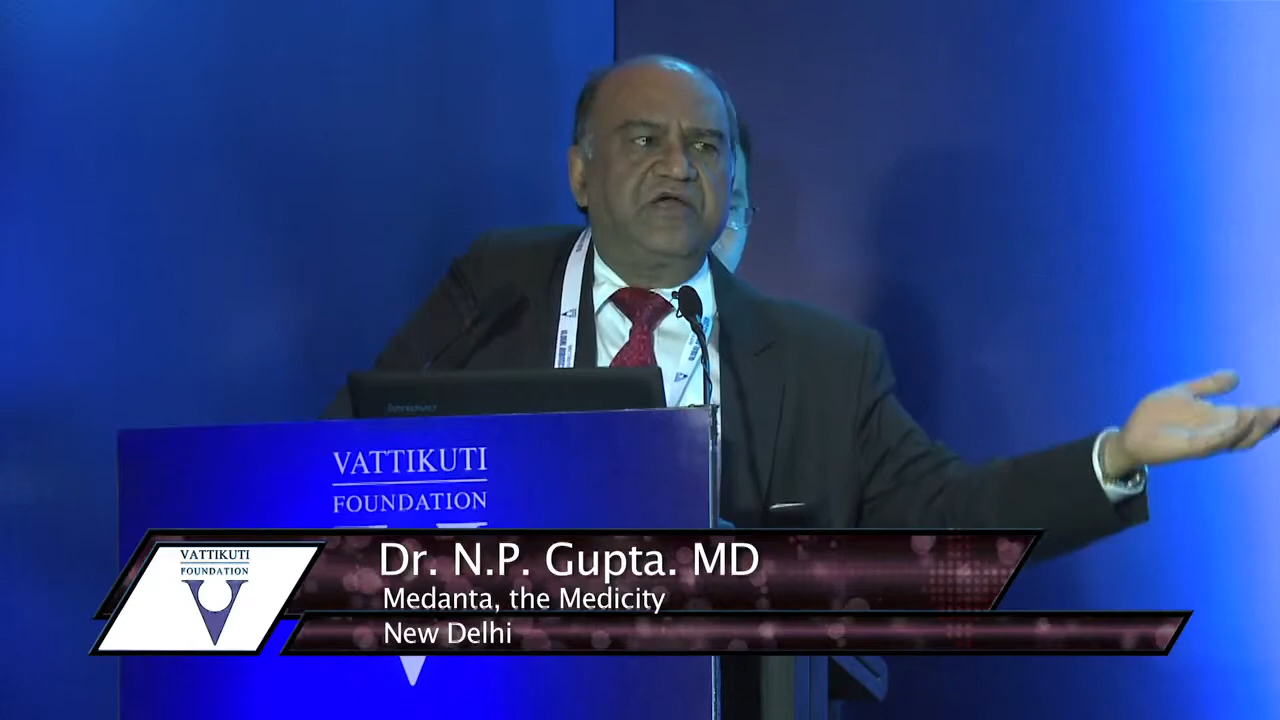 VATTIKUTI
FOUNDATION
VATTIKUTI
FOUNDATION
Dr. N.P. Gupta. MD
Medanta, the Medicity
New Delhi